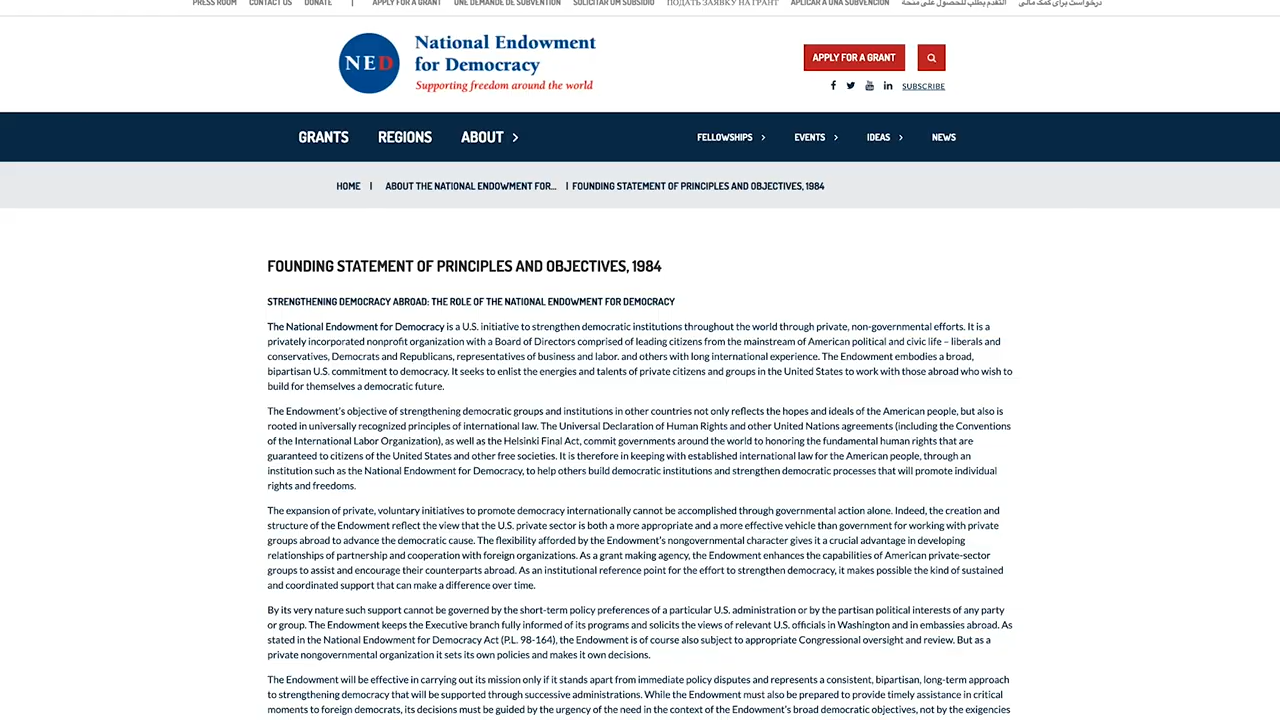 PRESS ROOM CONTACT US DONATE | APPLY FOR A GRANT UNE DEMANDE DE SUBVENTION SOLICITAR UM SUBSÍDIO ПОДАТЬ ЗАЯВКУ НА ГРАНТ APLICAR A UNA SUBVENCIÓN التقدم بطلب للحصول على منحة درخواست برای کمک مالی
NED
National Endowment
for Democracy
Supporting freedom around the world
APPLY FOR A GRANT
SUBSCRIBE
GRANTS REGIONS ABOUT > FELLOWSHIPS > EVENTS > IDEAS > NEWS
HOME | ABOUT THE NATIONAL ENDOWMENT FOR... | FOUNDING STATEMENT OF PRINCIPLES AND OBJECTIVES, 1984
FOUNDING STATEMENT OF PRINCIPLES AND OBJECTIVES, 1984
STRENGTHENING DEMOCRACY ABROAD: THE ROLE OF THE NATIONAL ENDOWMENT FOR DEMOCRACY
The National Endowment for Democracy is a U.S. initiative to strengthen democratic institutions throughout the world through private, non-governmental efforts. It is a
privately incorporated nonprofit organization with a Board of Directors comprised of leading citizens from the mainstream of American political and civic life – liberals and
conservatives, Democrats and Republicans, representatives of business and labor. and others with long international experience. The Endowment embodies a broad,
bipartisan U.S. commitment to democracy. It seeks to enlist the energies and talents of private citizens and groups in the United States to work with those abroad who wish to
build for themselves a democratic future.
The Endowment's objective of strengthening democratic groups and institutions in other countries not only reflects the hopes and ideals of the American people, but also is
rooted in universally recognized principles of international law. The Universal Declaration of Human Rights and other United Nations agreements (including the Conventions
of the International Labor Organization), as well as the Helsinki Final Act, commit governments around the world to honoring the fundamental human rights that are
guaranteed to citizens of the United States and other free societies. It is therefore in keeping with established international law for the American people, through an
institution such as the National Endowment for Democracy, to help others build democratic institutions and strengthen democratic processes that will promote individual
rights and freedoms.
The expansion of private, voluntary initiatives to promote democracy internationally cannot be accomplished through governmental action alone. Indeed, the creation and
structure of the Endowment reflect the view that the U.S. private sector is both a more appropriate and a more effective vehicle than government for working with private
groups abroad to advance the democratic cause. The flexibility afforded by the Endowment's nongovernmental character gives it a crucial advantage in developing
relationships of partnership and cooperation with foreign organizations. As a grant making agency, the Endowment enhances the capabilities of American private-sector
groups to assist and encourage their counterparts abroad. As an institutional reference point for the effort to strengthen democracy, it makes possible the kind of sustained
and coordinated support that can make a difference over time.
By its very nature such support cannot be governed by the short-term policy preferences of a particular U.S. administration or by the partisan political interests of any party
or group. The Endowment keeps the Executive branch fully informed of its programs and solicits the views of relevant U.S. officials in Washington and in embassies abroad. As
stated in the National Endowment for Democracy Act (P.L. 98-164), the Endowment is of course also subject to appropriate Congressional oversight and review. But as a
private nongovernmental organization it sets its own policies and makes it own decisions.
The Endowment will be effective in carrying out its mission only if it stands apart from immediate policy disputes and represents a consistent, bipartisan, long-term approach
to strengthening democracy that will be supported through successive administrations. While the Endowment must also be prepared to provide timely assistance in critical
moments to foreign democrats, its decisions must be guided by the urgency of the need in the context of the Endowment's broad democratic objectives, not by the exigencies